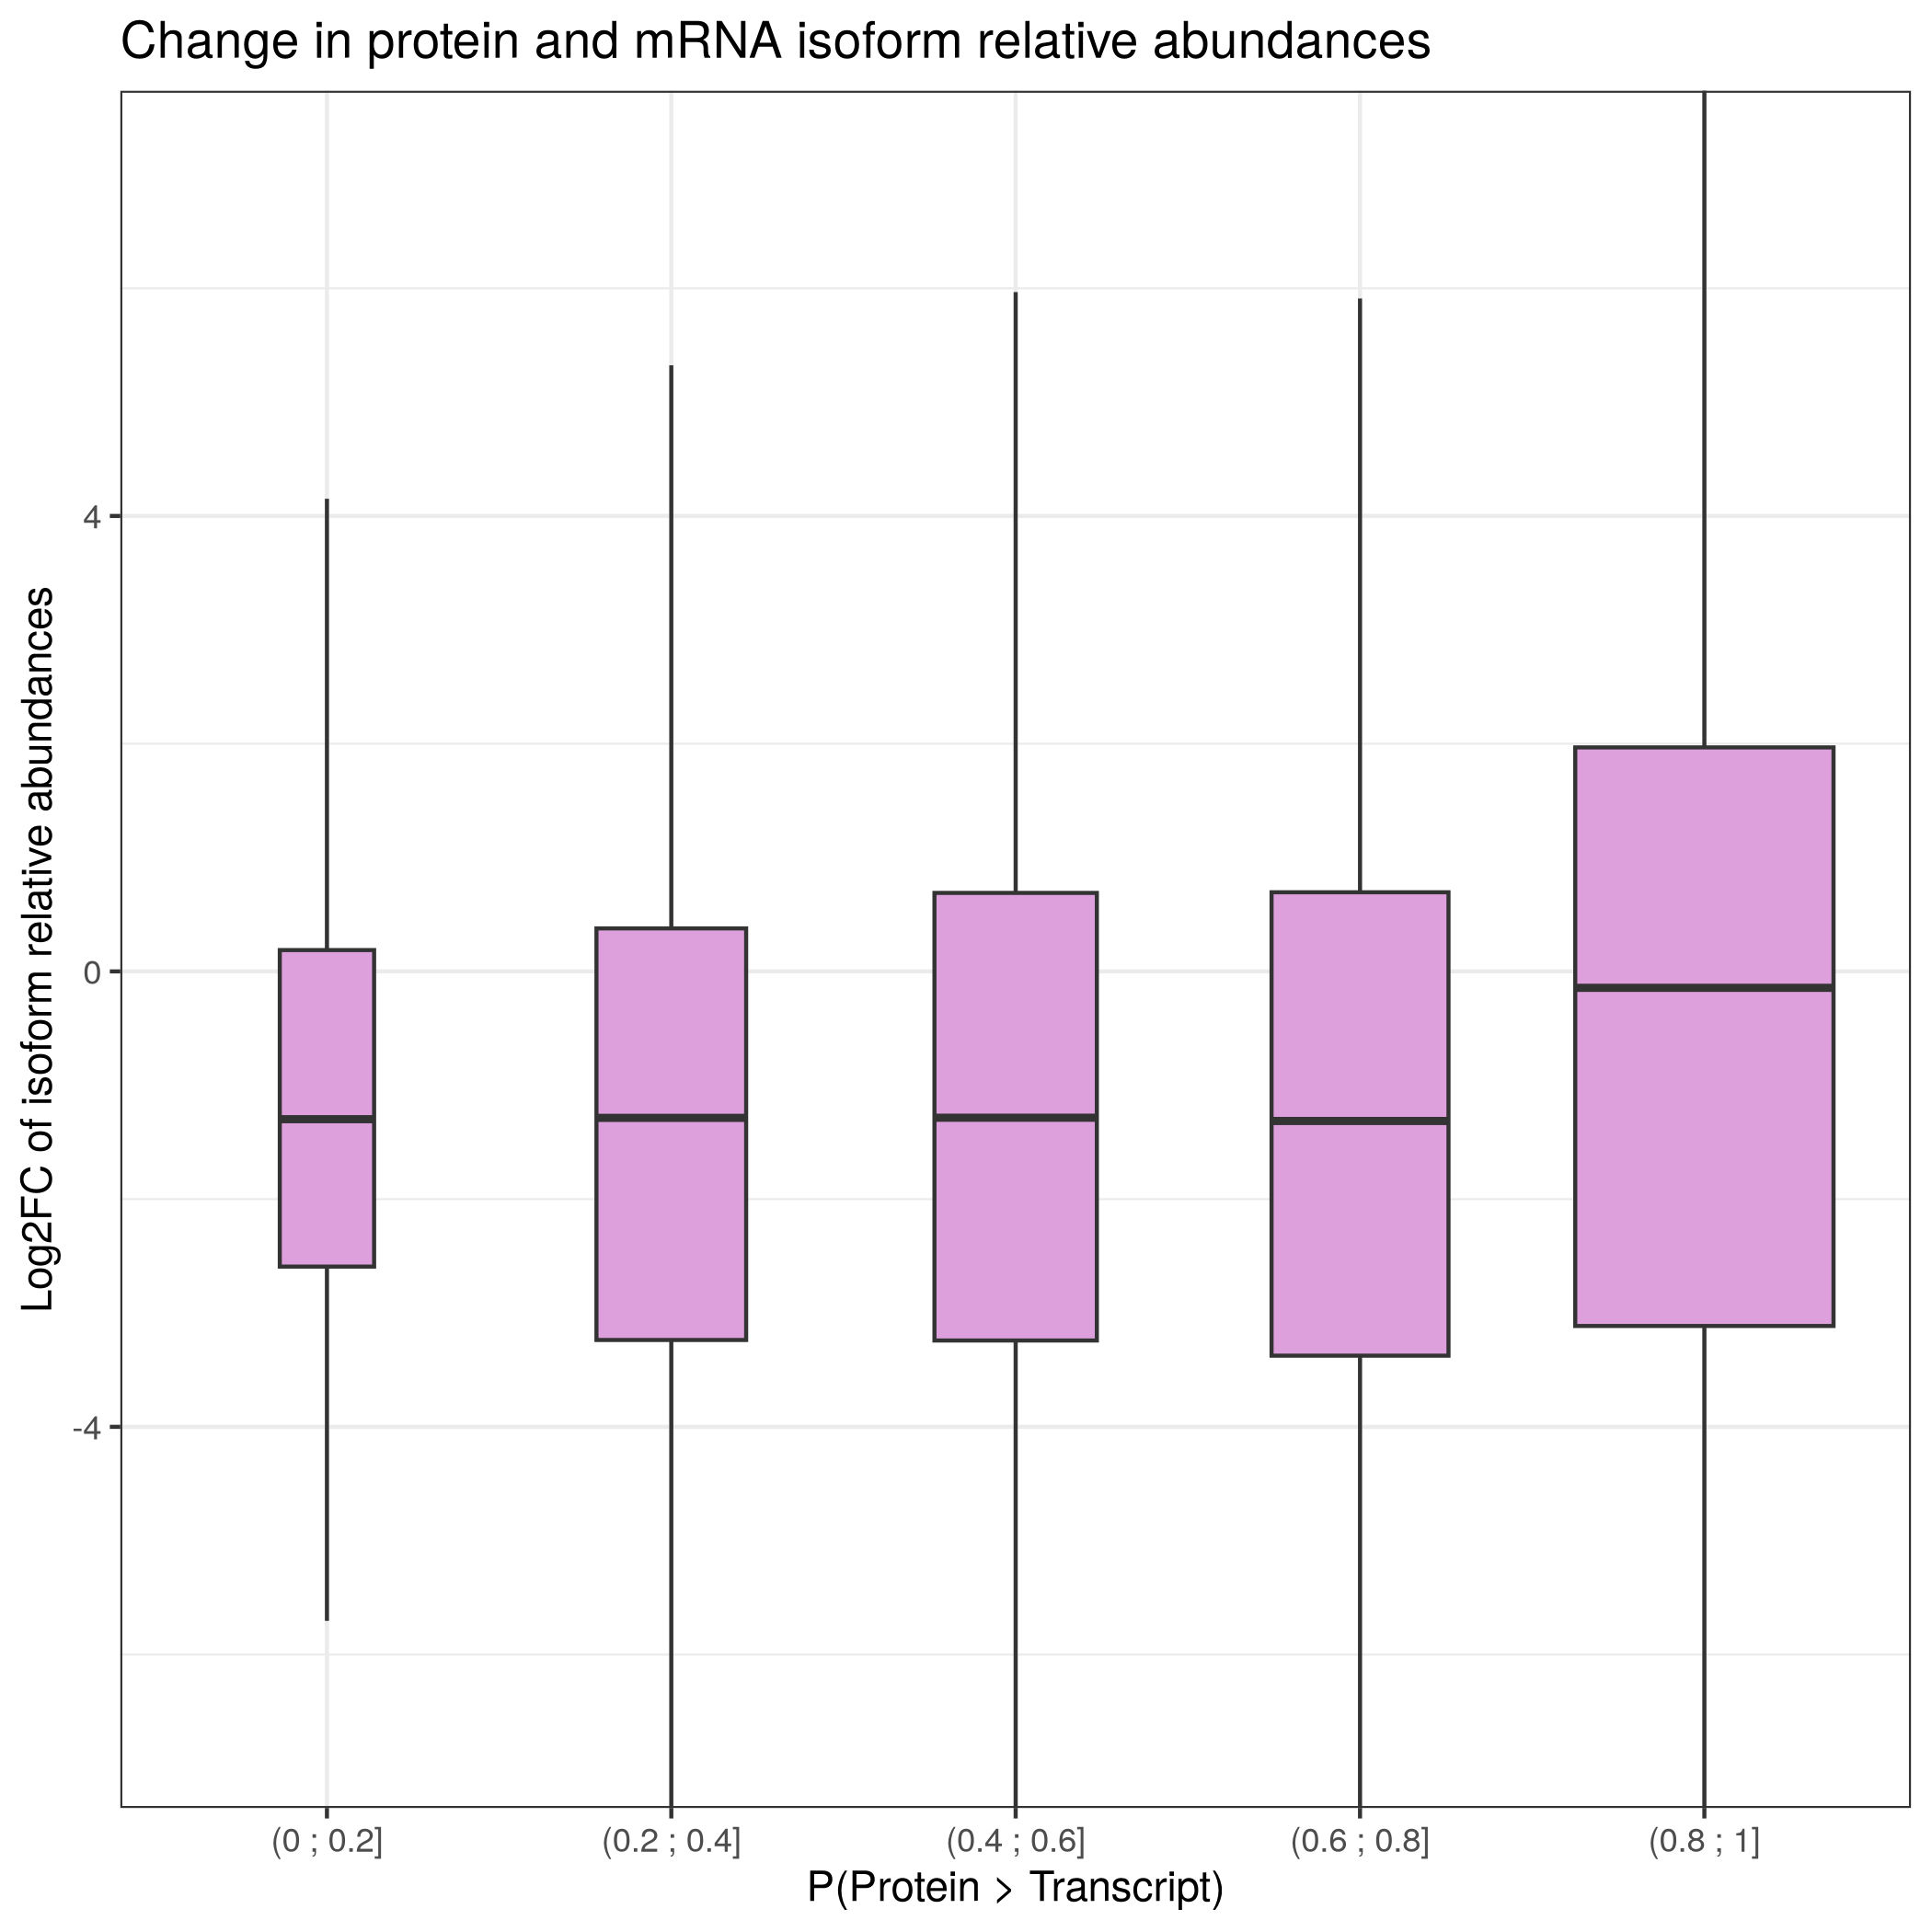 Change in protein and mRNA isoform relative abundances
Log2FC of isoform relative abundances
4
0
-4
(0 ; 0.2]
(0.2 ; 0.4]
(0.4 ; 0.6]
(0.6 ; 0.8]
(0.8 ; 1]
P(Protein > Transcript)